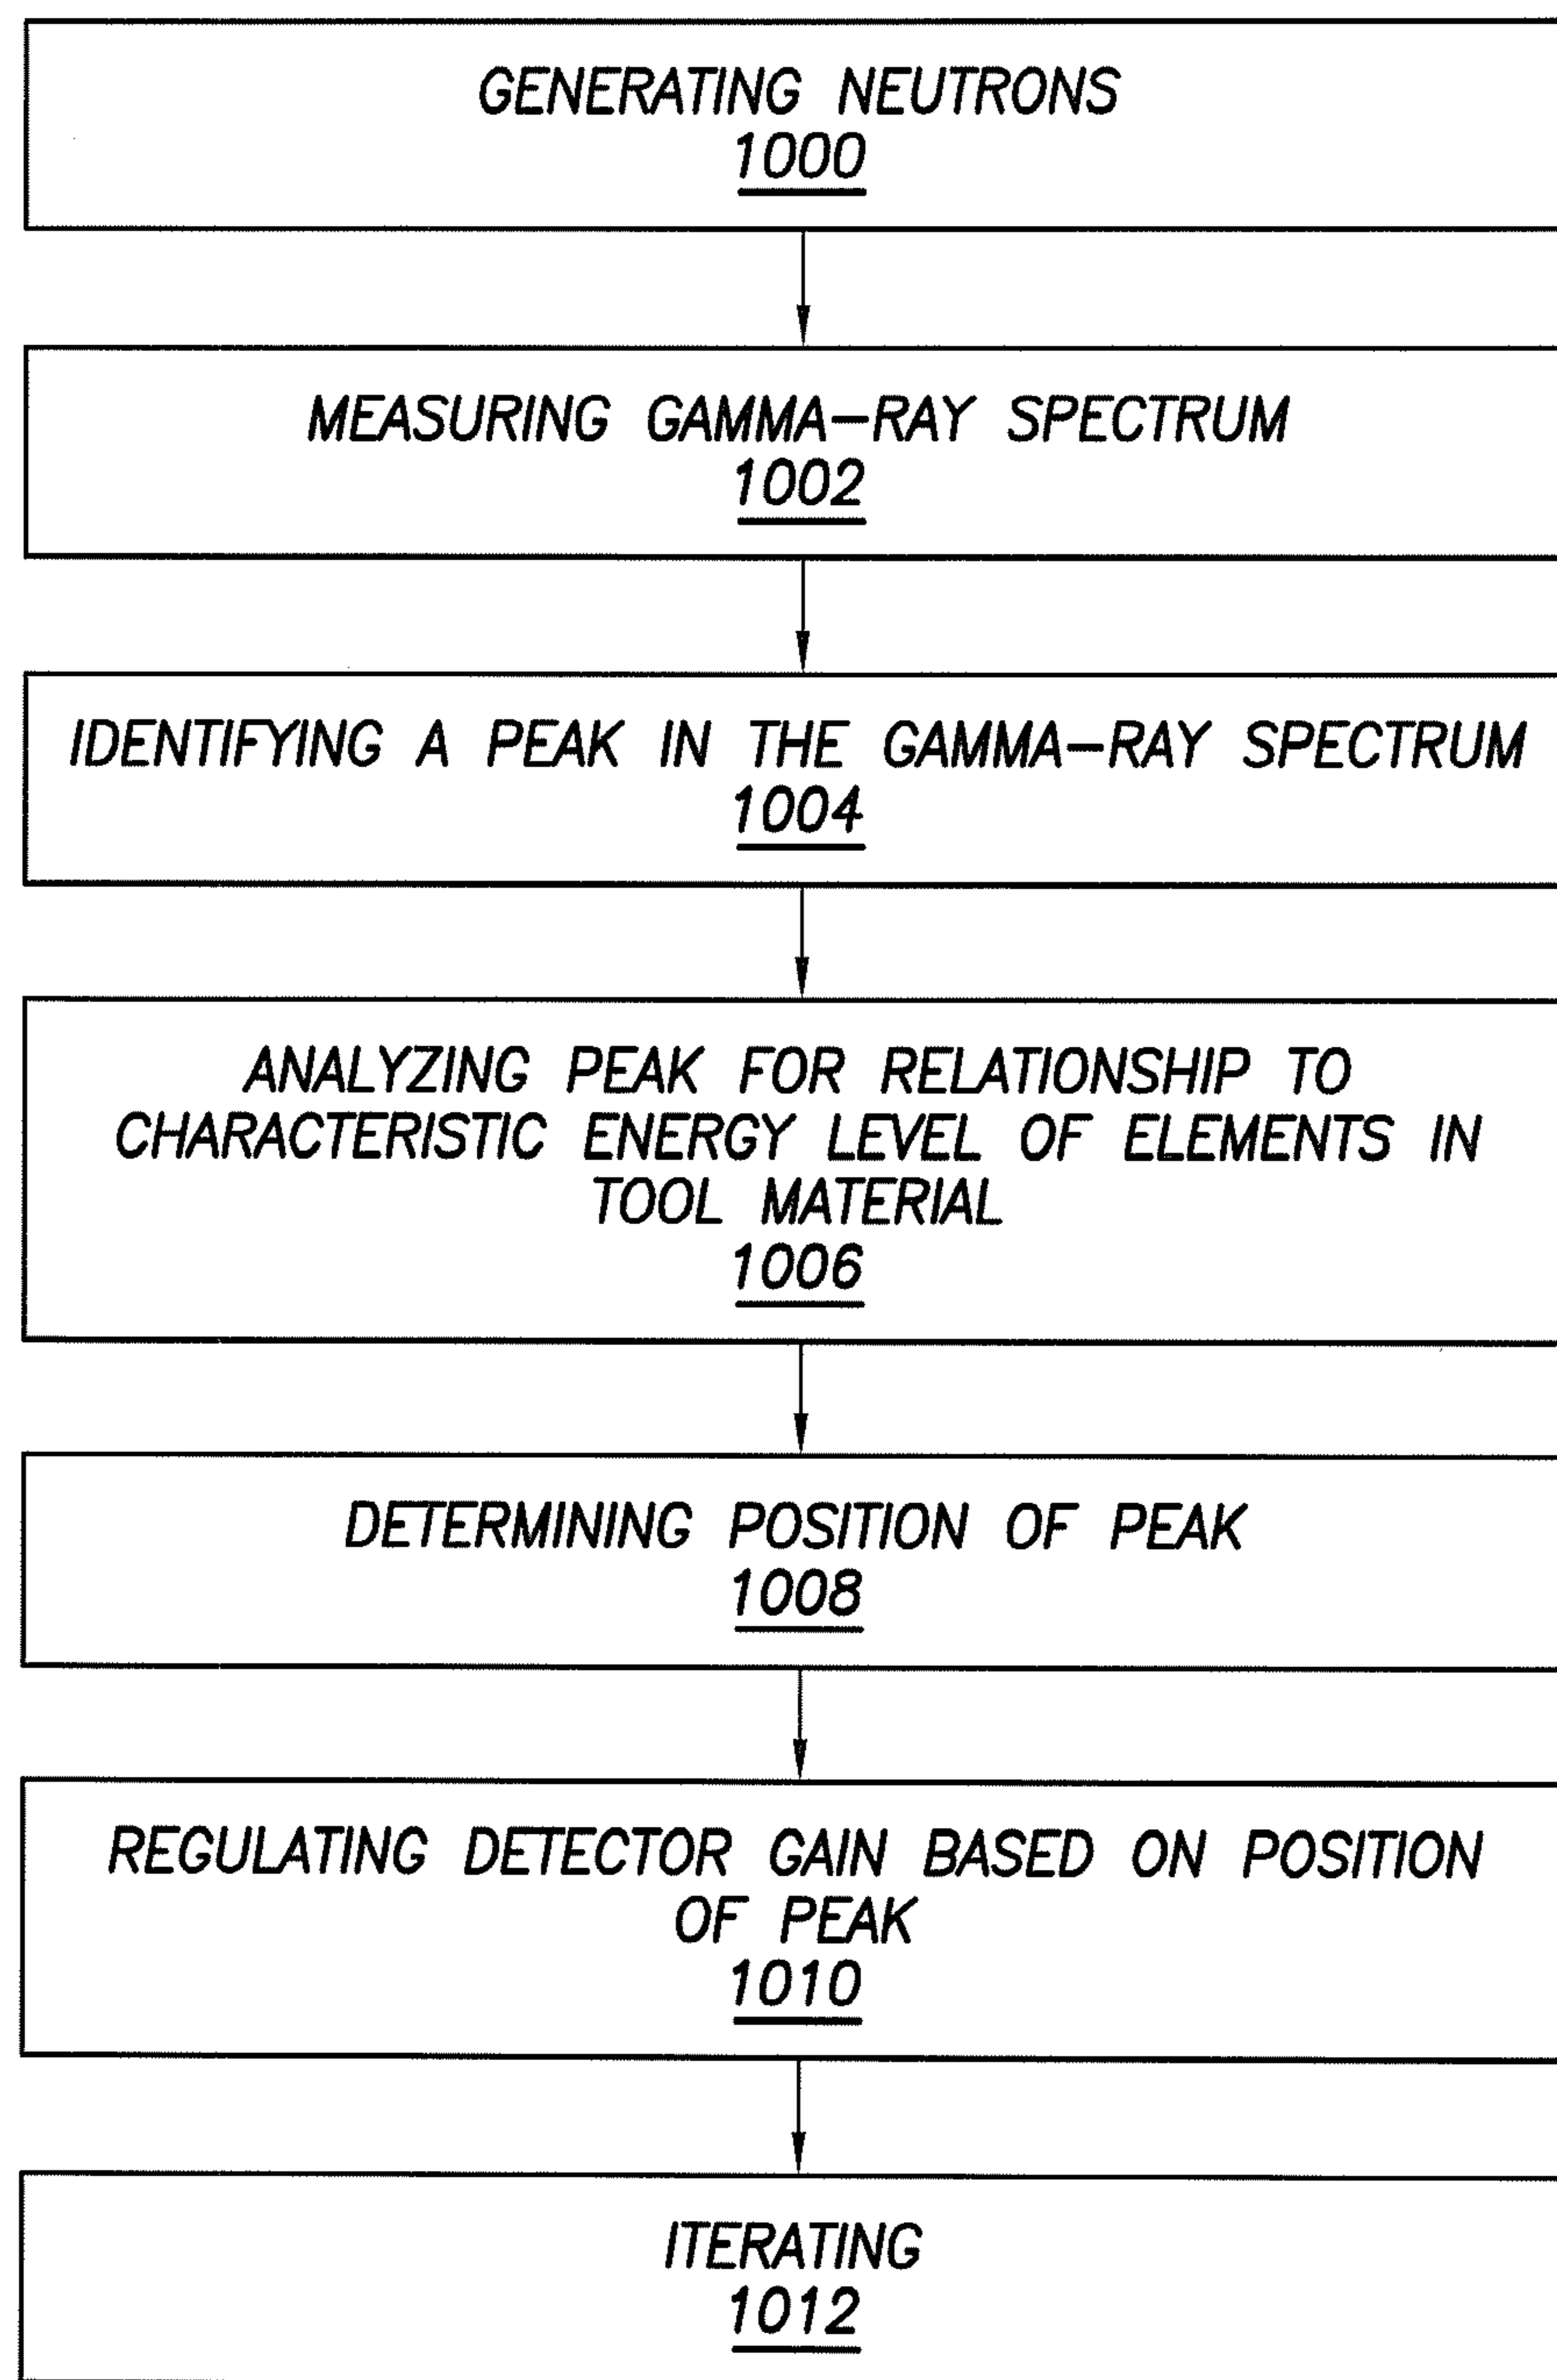 GENERATING NEUTRONS
1000
MEASURING GAMMA-RAY SPECTRUM
1002
IDENTIFYING A PEAK IN THE GAMMA-RAY SPECTRUM
1004
ANALYZING PEAK FOR RELATIONSHIP TO
CHARACTERISTIC ENERGY LEVEL OF ELEMENTS IN
TOOL MATERIAL
1006
DETERMINING POSITION OF PEAK
1008
REGULATING DETECTOR GAIN BASED ON POSITION
OF PEAK
1010
ITERATING
1012